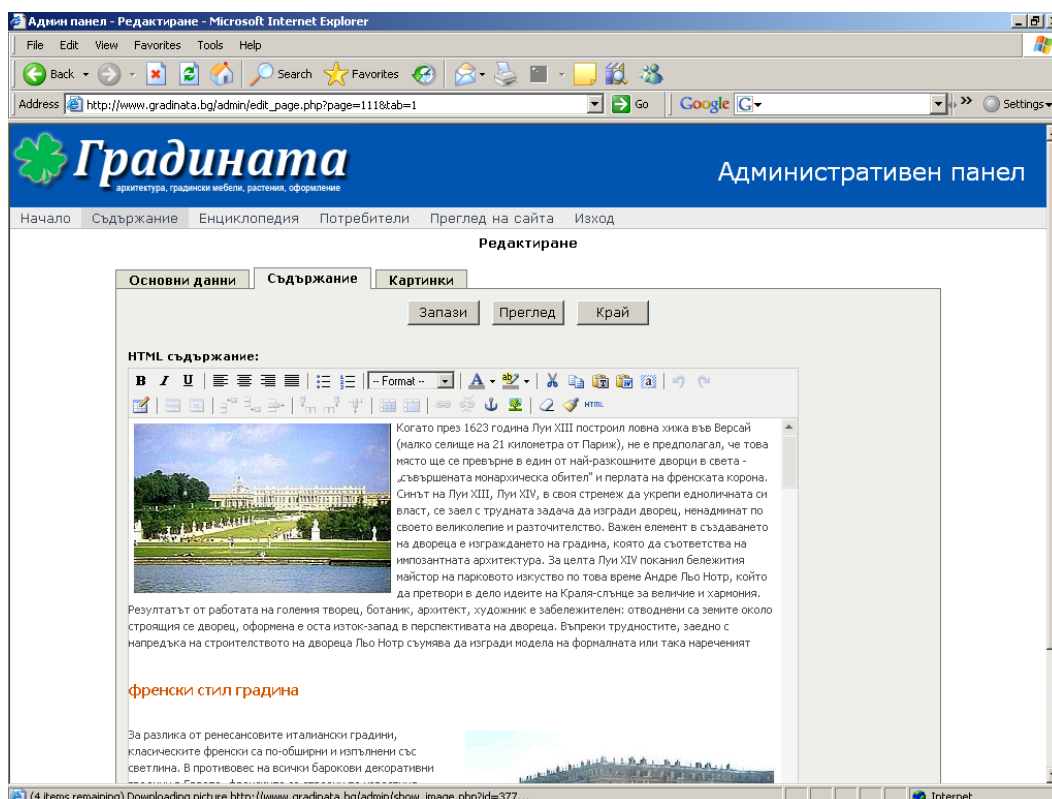 Админ панел - Редактиране - Microsoft Internet Explorer
File Edit View Favorites Tools Help
Back Search Favorites
Address http://www.gradinata.bg/admin/edit_page.php?page=111&tab=1 Go Google G Settings
Градината
архитектура, градински мебели, растения, оформление
Административен панел
Начало Съдържание Енциклопедия Потребители Преглед на сайта Изход
Редактиране
Основни данни Съдържание Картинки
Запази Преглед Край
HTML съдържание:
B I U -- Format -- A ab
HTML
Когато през 1623 година Луи XIII построил ловна хижа във Версай
(малко селище на 21 километра от Париж), не е предполагал, че това
място ще се превърне в един от най-разкошните дворци в света -
„съвършената монархическа обител" и перлата на френската корона.
Синът на Луи XIII, Луи XIV, в своя стремеж да укрепи едноличната си
власт, се заел с трудната задача да изгради дворец, ненадминат по
своето великолепие и разточителство. Важен елемент в създаването
на двореца е изграждането на градина, която да съответства на
импозантната архитектура. За целта Луи XIV поканил бележития
майстор на парковото изкуство по това време Андре Льо Нотр, който
да претвори в дело идеите на Краля-слънце за величие и хармония.
Резултатът от работата на големия творец, ботаник, архитект, художник е забележителен: отводнени са земите около
строящия се дворец, оформена е оста изток-запад в перспективата на двореца. Въпреки трудностите, заедно с
напредъка на строителството на двореца Льо Нотр съумява да изгради модела на формалната или така нареченият
френски стил градина
За разлика от ренесансовите италиански градини,
класическите френски са по-обширни и изпълнени със
светлина. В противовес на всички барокови декоративни
(4 items remaining) Downloading picture http://www.gradinata.bg/admin/show_image.php?id=377... Internet